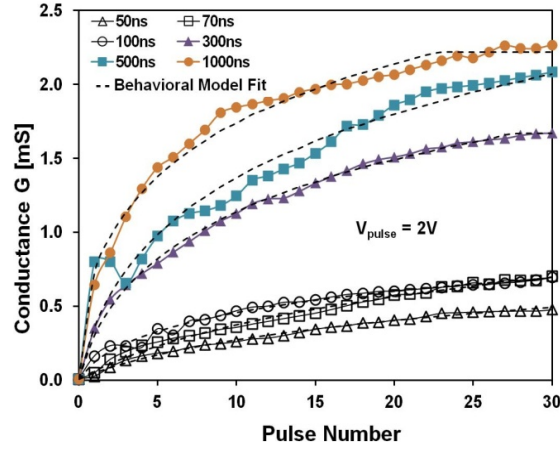 2.5
50ns 70ns
100ns 300ns
500ns 1000ns
Behavioral Model Fit
2.0
1.5
1.0
0.5
0.0
Conductance G [mS]
V_pulse = 2V
0 5 10 15 20 25 30
Pulse Number